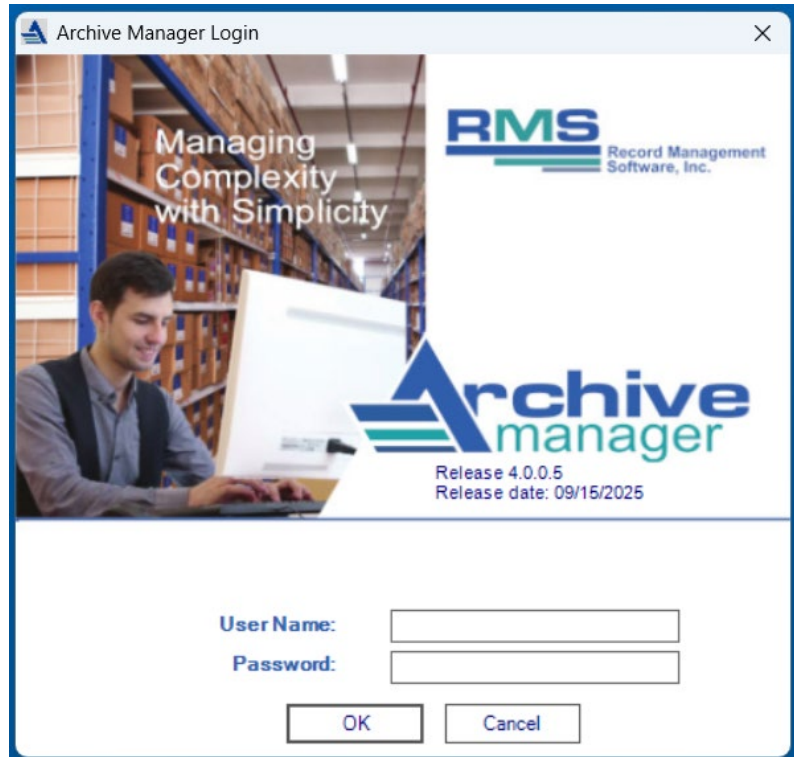 Archive Manager Login
Managing
Complexity
with Simplicity
RMS
Record Management
Software, Inc.
Archive
manager
Release 4.0.0.5
Release date: 09/15/2025
User Name:
Password:
OK
Cancel